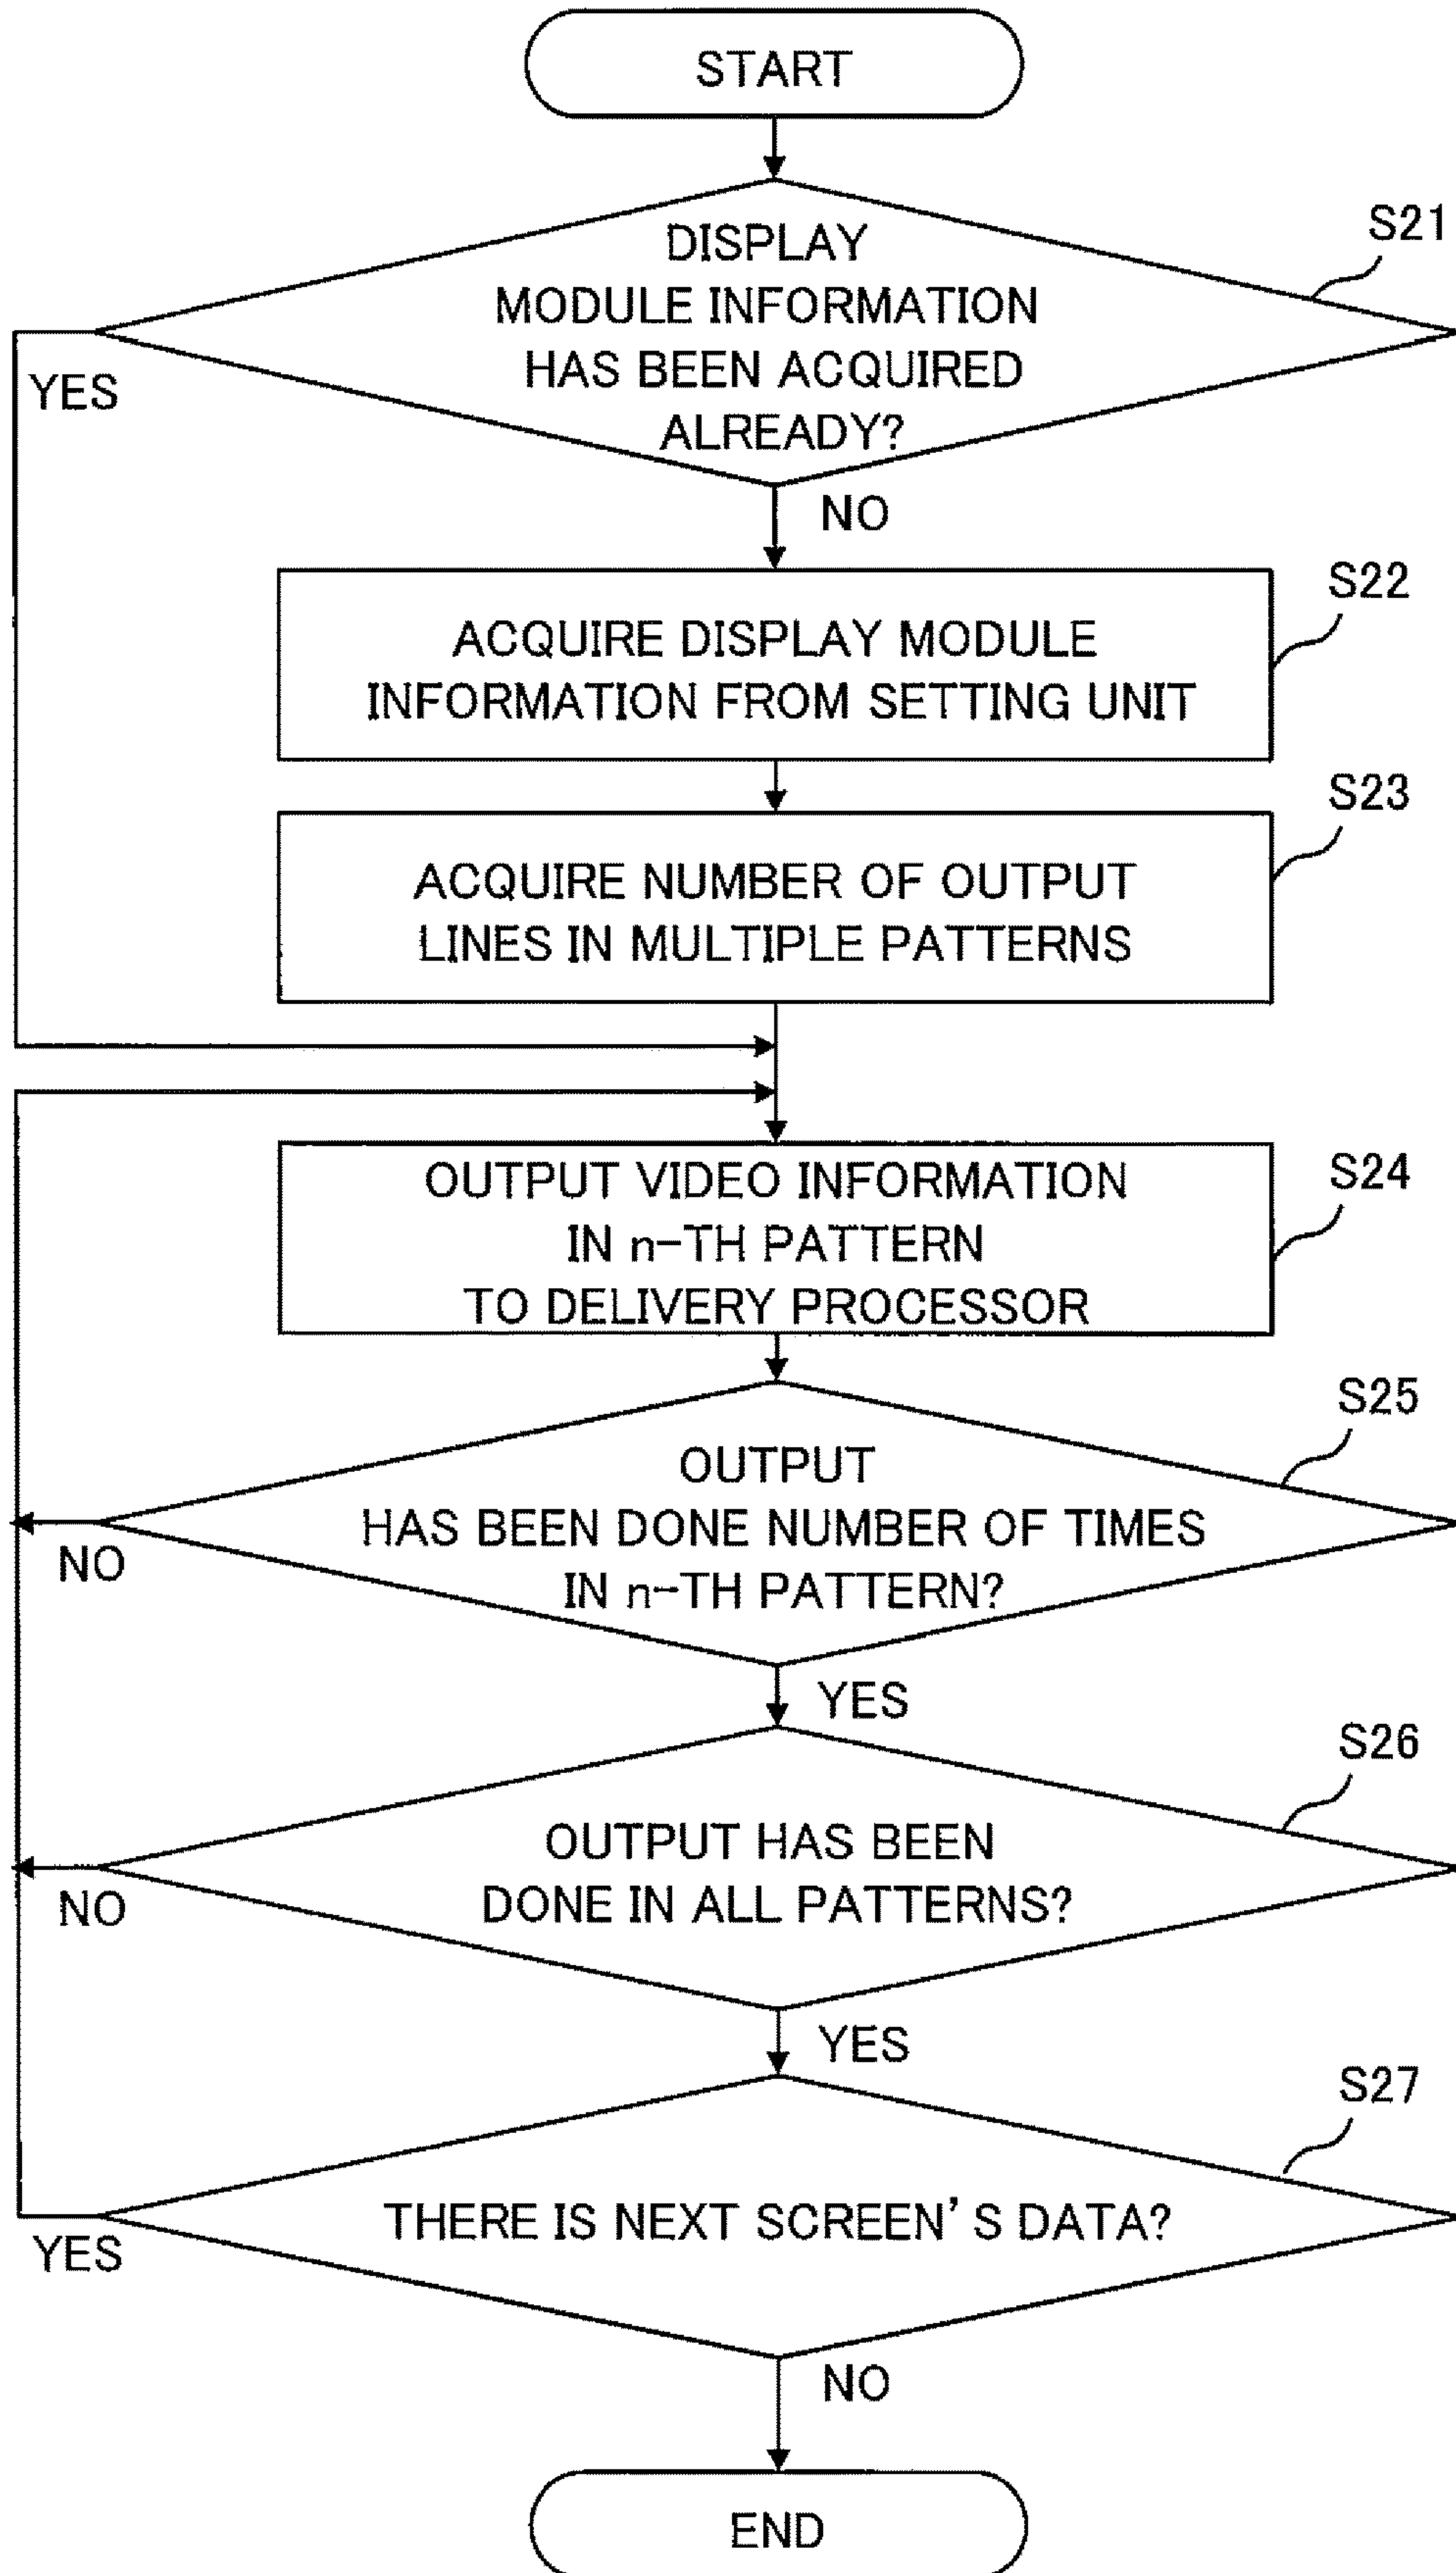 START
DISPLAY
MODULE INFORMATION
HAS BEEN ACQUIRED
ALREADY?
S21
YES
NO
ACQUIRE DISPLAY MODULE
INFORMATION FROM SETTING UNIT
S22
ACQUIRE NUMBER OF OUTPUT
LINES IN MULTIPLE PATTERNS
S23
OUTPUT VIDEO INFORMATION
IN n-TH PATTERN
TO DELIVERY PROCESSOR
S24
OUTPUT
HAS BEEN DONE NUMBER OF TIMES
IN n-TH PATTERN?
S25
NO
YES
OUTPUT HAS BEEN
DONE IN ALL PATTERNS?
S26
NO
YES
THERE IS NEXT SCREEN'S DATA?
S27
YES
NO
END